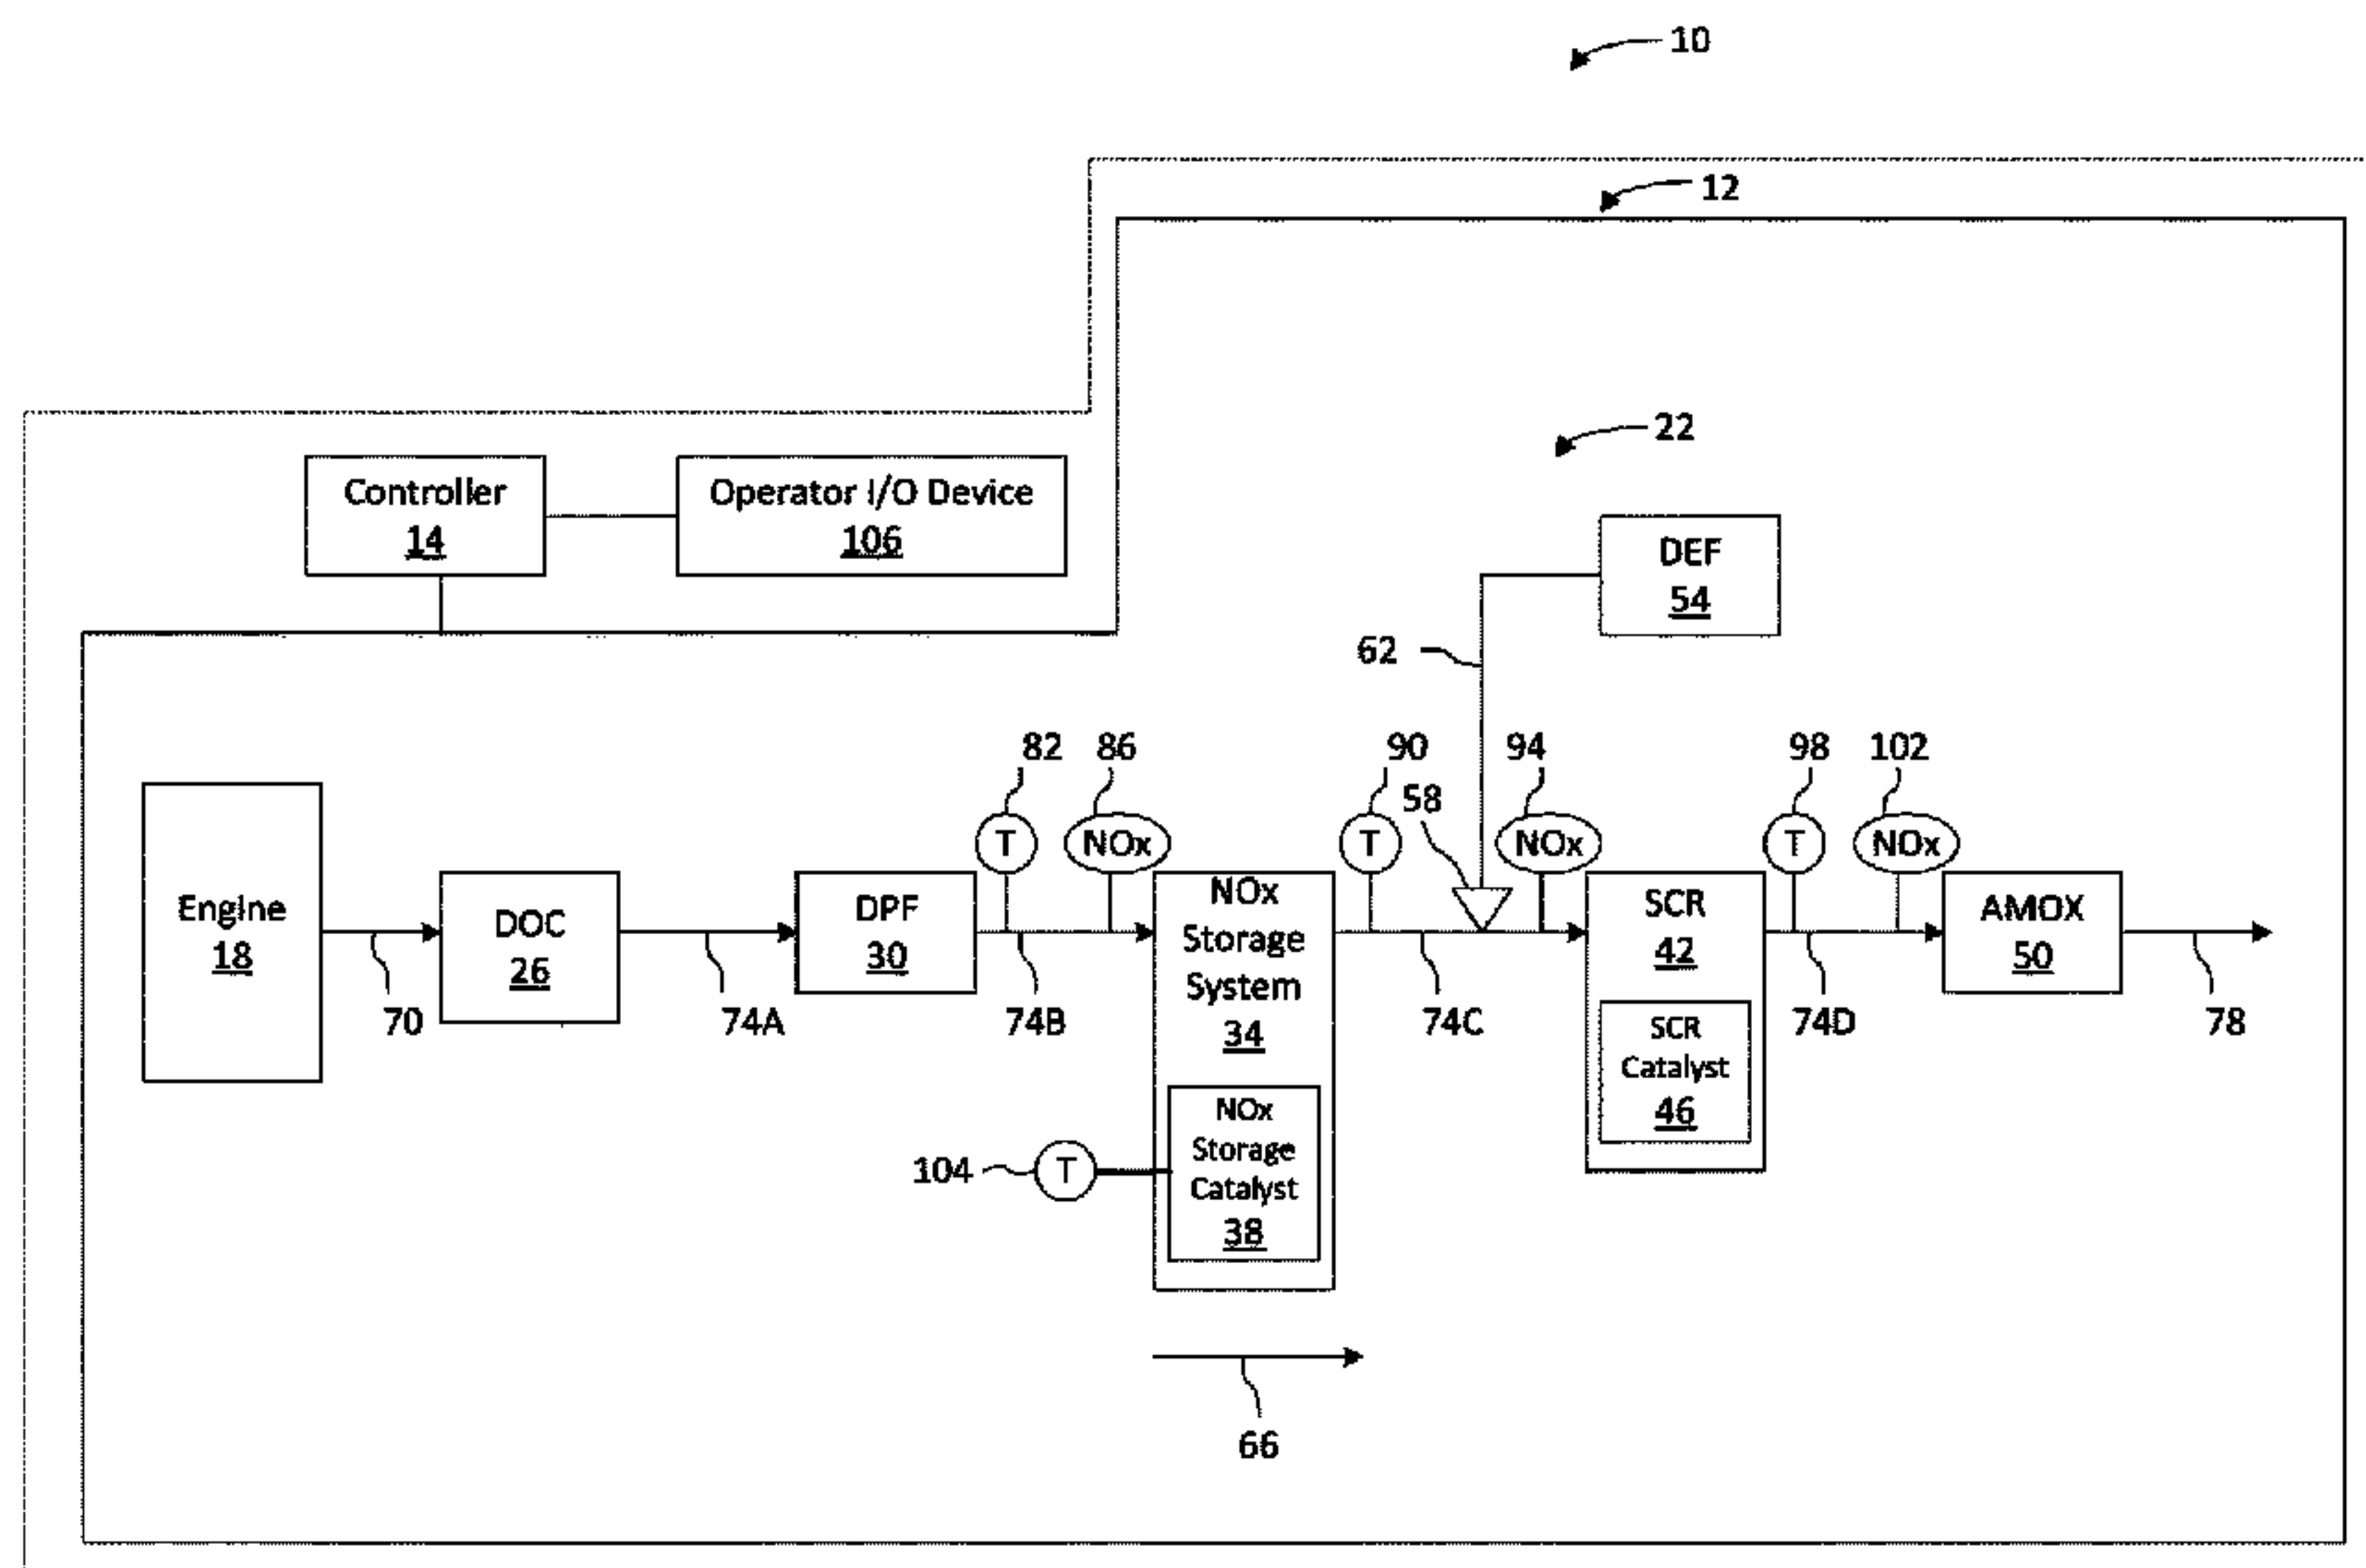 10
12
22
Controller
14
Operator I/O Device
106
DEF
54
62
82
86
90
94
98
102
58
T
NOx
T
NOx
T
NOx
Engine
18
DOC
26
DPF
30
NOx
Storage
System
34
SCR
42
AMOX
50
70
74A
74B
74C
74D
78
SCR
Catalyst
46
NOx
Storage
Catalyst
38
104
T
66